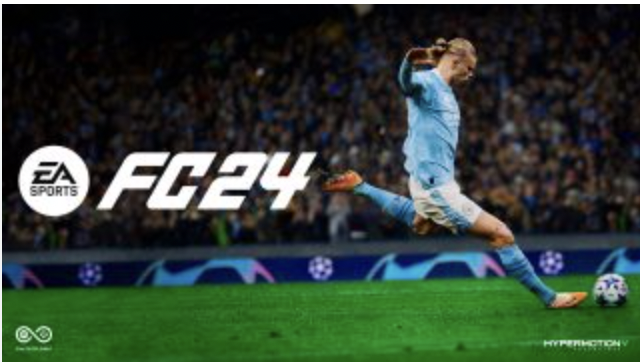 EA
SPORTS
FC24
HYPERMOTION V